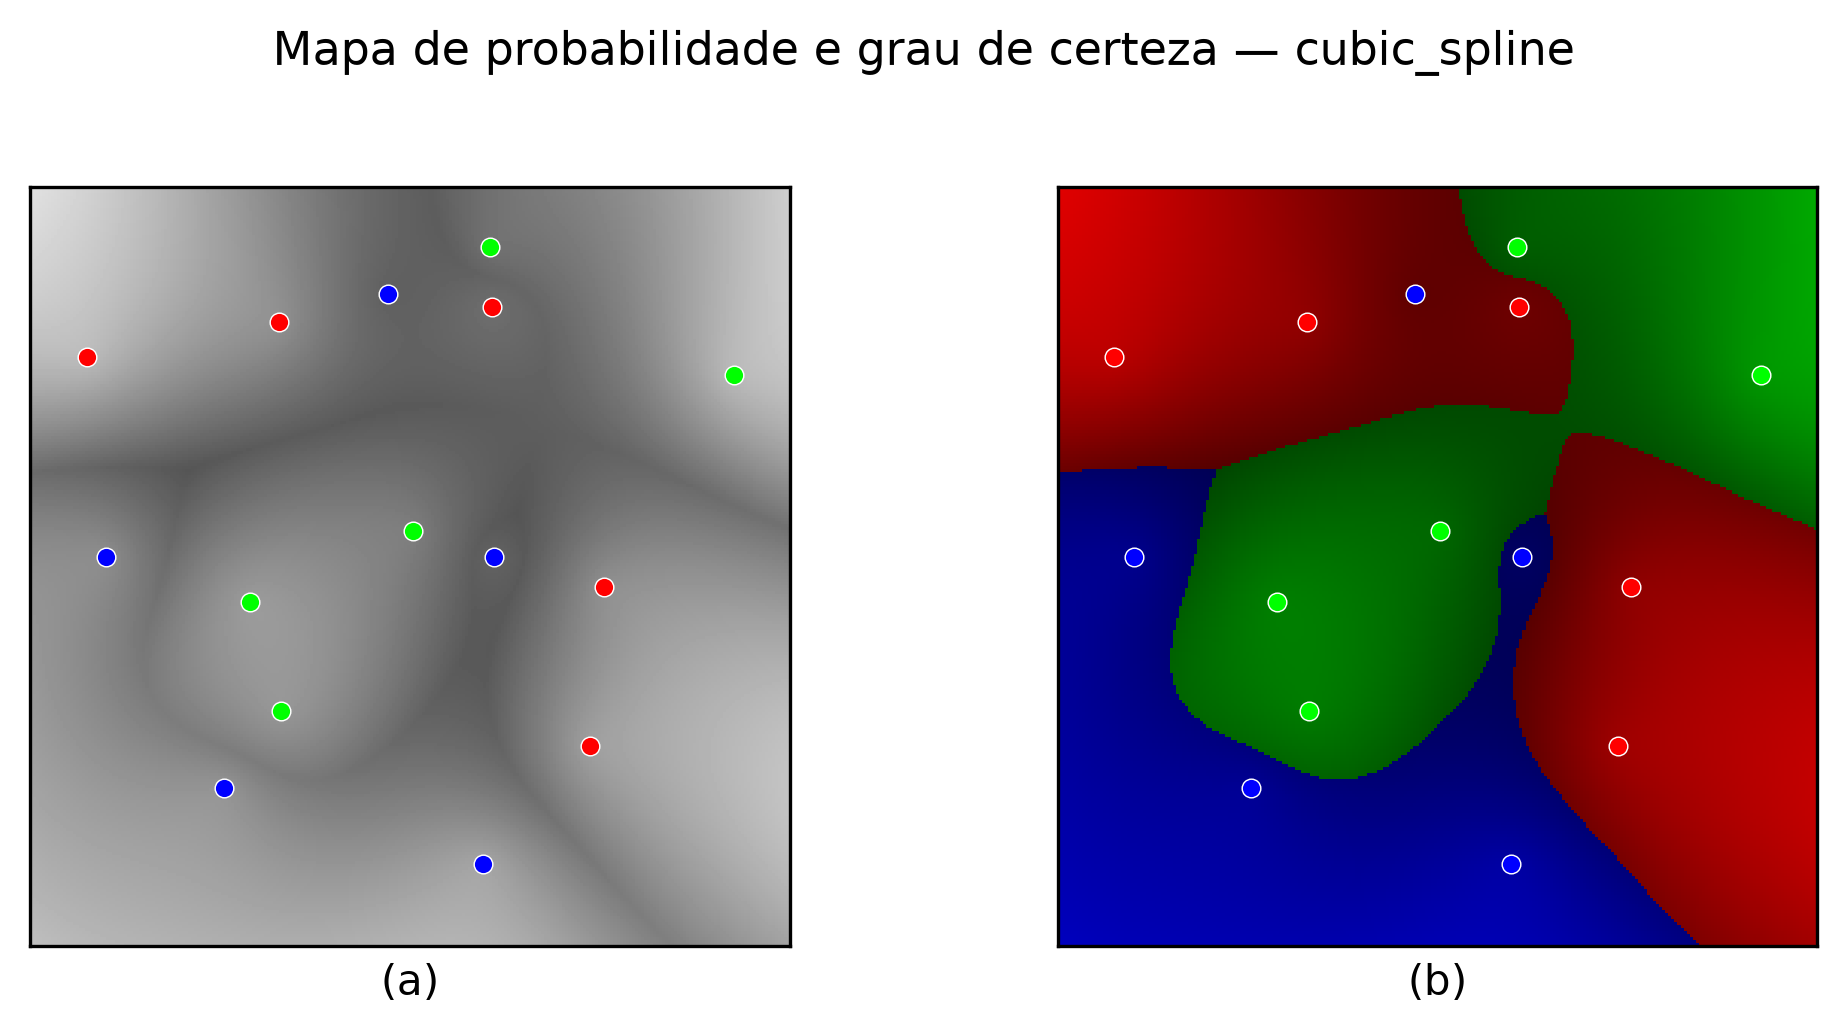 Mapa de probabilidade e grau de certeza — cubic_spline
(a)
(b)